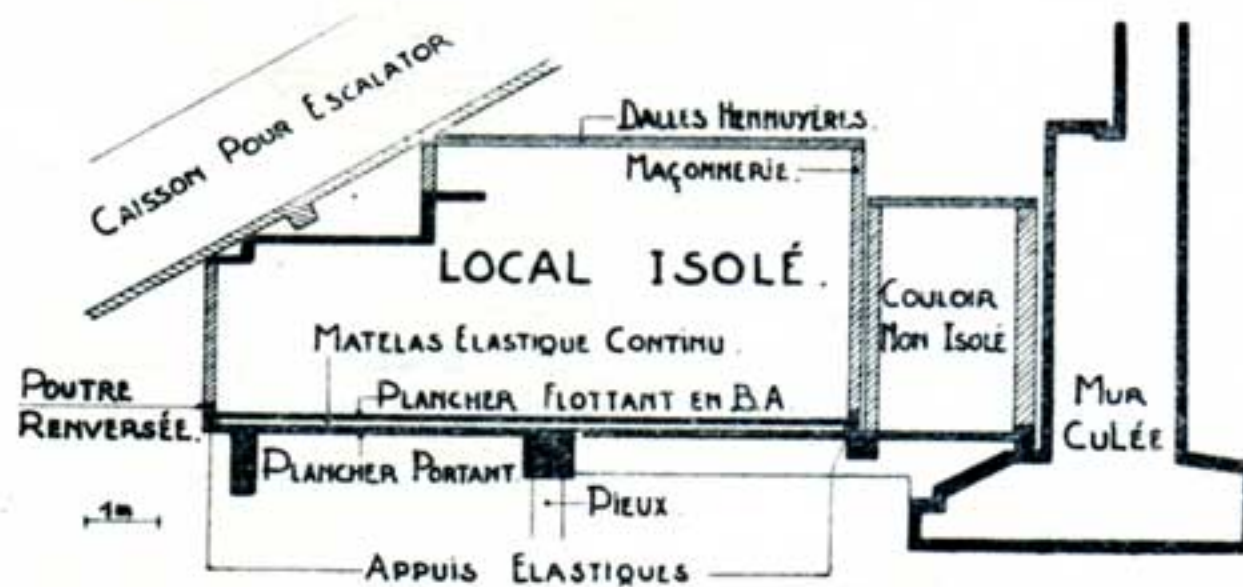 CAISSON POUR ESCALATOR
DALLES HENNUYÈRES.
MAÇONNERIE.
LOCAL ISOLÉ.
COULOIR
NON ISOLÉ
MATELAS ELASTIQUE CONTINU.
POUTRE
RENVERSÉE.
PLANCHER FLOTTANT EN B.A
MUR
CULÉE
PLANCHER PORTANT.
1m
PIEUX
APPUIS ELASTIQUES